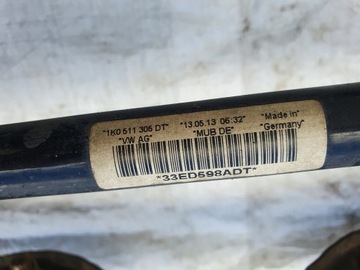 *1K0 511 305 DT* *13.05.13 06:32* *Made in*
*VW AG* *MUB DE* *Germany*
*33ED598ADT*